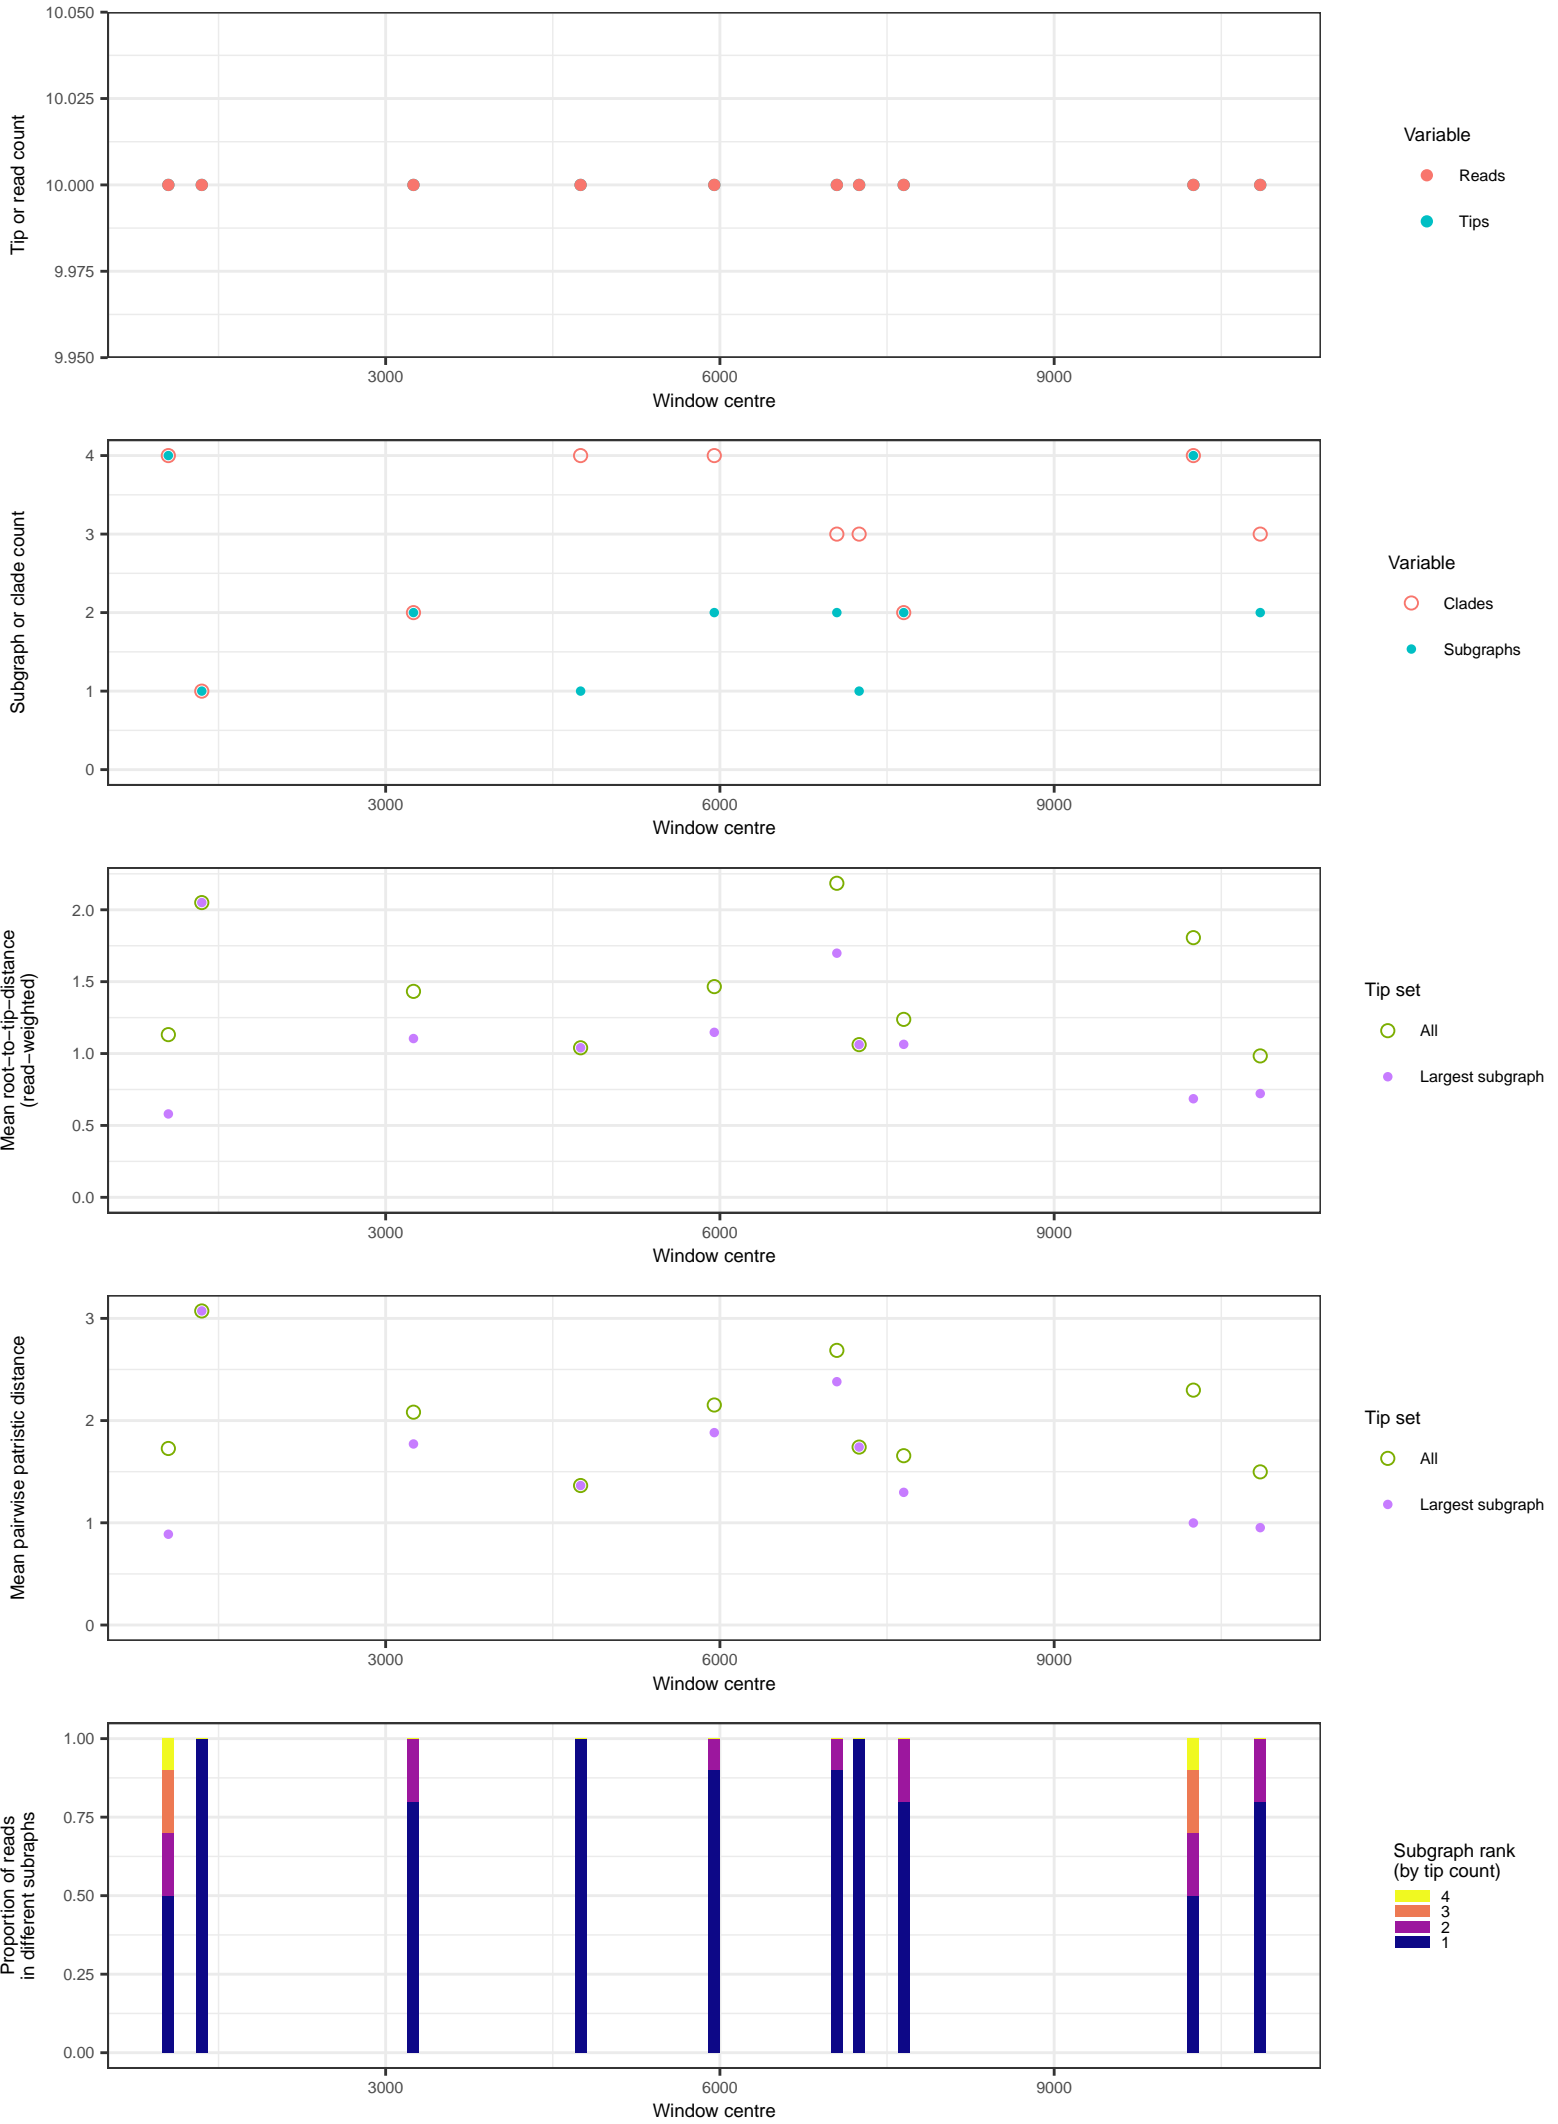 10.050
10.025
10.000
9.975
9.950
Tip or read count
3000
6000
9000
Window centre
Variable
Reads
Tips
4
3
2
1
0
Subgraph or clade count
3000
6000
9000
Window centre
Variable
Clades
Subgraphs
2.0
1.5
1.0
0.5
0.0
Mean root−to−tip−distance
(read−weighted)
3000
6000
9000
Window centre
Tip set
All
Largest subgraph
3
2
1
0
Mean pairwise patristic distance
3000
6000
9000
Window centre
Tip set
All
Largest subgraph
1.00
0.75
0.50
0.25
0.00
Proportion of reads
in different subraphs
3000
6000
9000
Window centre
Subgraph rank
(by tip count)
4
3
2
1